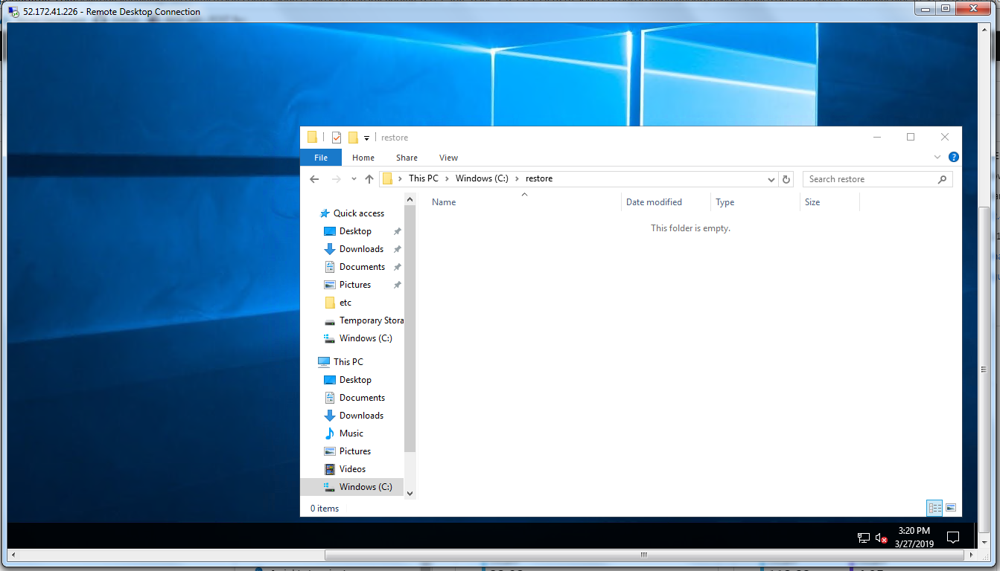 52.172.41.226 - Remote Desktop Connection
restore
File Home Share View
This PC Windows (C:) restore
Search restore
Name Date modified Type Size
This folder is empty.
Quick access
Desktop
Downloads
Documents
Pictures
etc
Temporary Stora
Windows (C:)
This PC
Desktop
Documents
Downloads
Music
Pictures
Videos
Windows (C:)
0 items
3:20 PM
3/27/2019